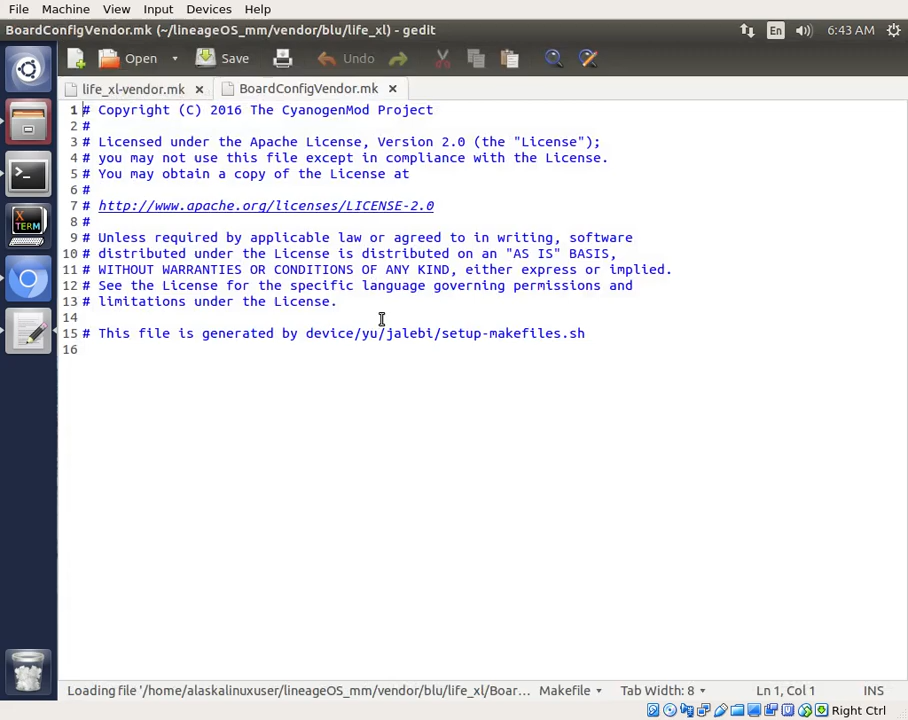 File Machine View Input Devices Help
BoardConfigVendor.mk (~/lineageOS_mm/vendor/blu/life_xl) - gedit En 6:43 AM
Open Save Undo
life_xl-vendor.mk × BoardConfigVendor.mk ×
1 # Copyright (C) 2016 The CyanogenMod Project
2 #
3 # Licensed under the Apache License, Version 2.0 (the "License");
4 # you may not use this file except in compliance with the License.
5 # You may obtain a copy of the License at
6 #
7 # http://www.apache.org/licenses/LICENSE-2.0
8 #
9 # Unless required by applicable law or agreed to in writing, software
10 # distributed under the License is distributed on an "AS IS" BASIS,
11 # WITHOUT WARRANTIES OR CONDITIONS OF ANY KIND, either express or implied.
12 # See the License for the specific language governing permissions and
13 # limitations under the License.
14
15 # This file is generated by device/yu/jalebi/setup-makefiles.sh
16
X TERM
Loading file '/home/alaskalinuxuser/lineageOS_mm/vendor/blu/life_xl/Boar... Makefile Tab Width: 8 Ln 1, Col 1 INS
Right Ctrl